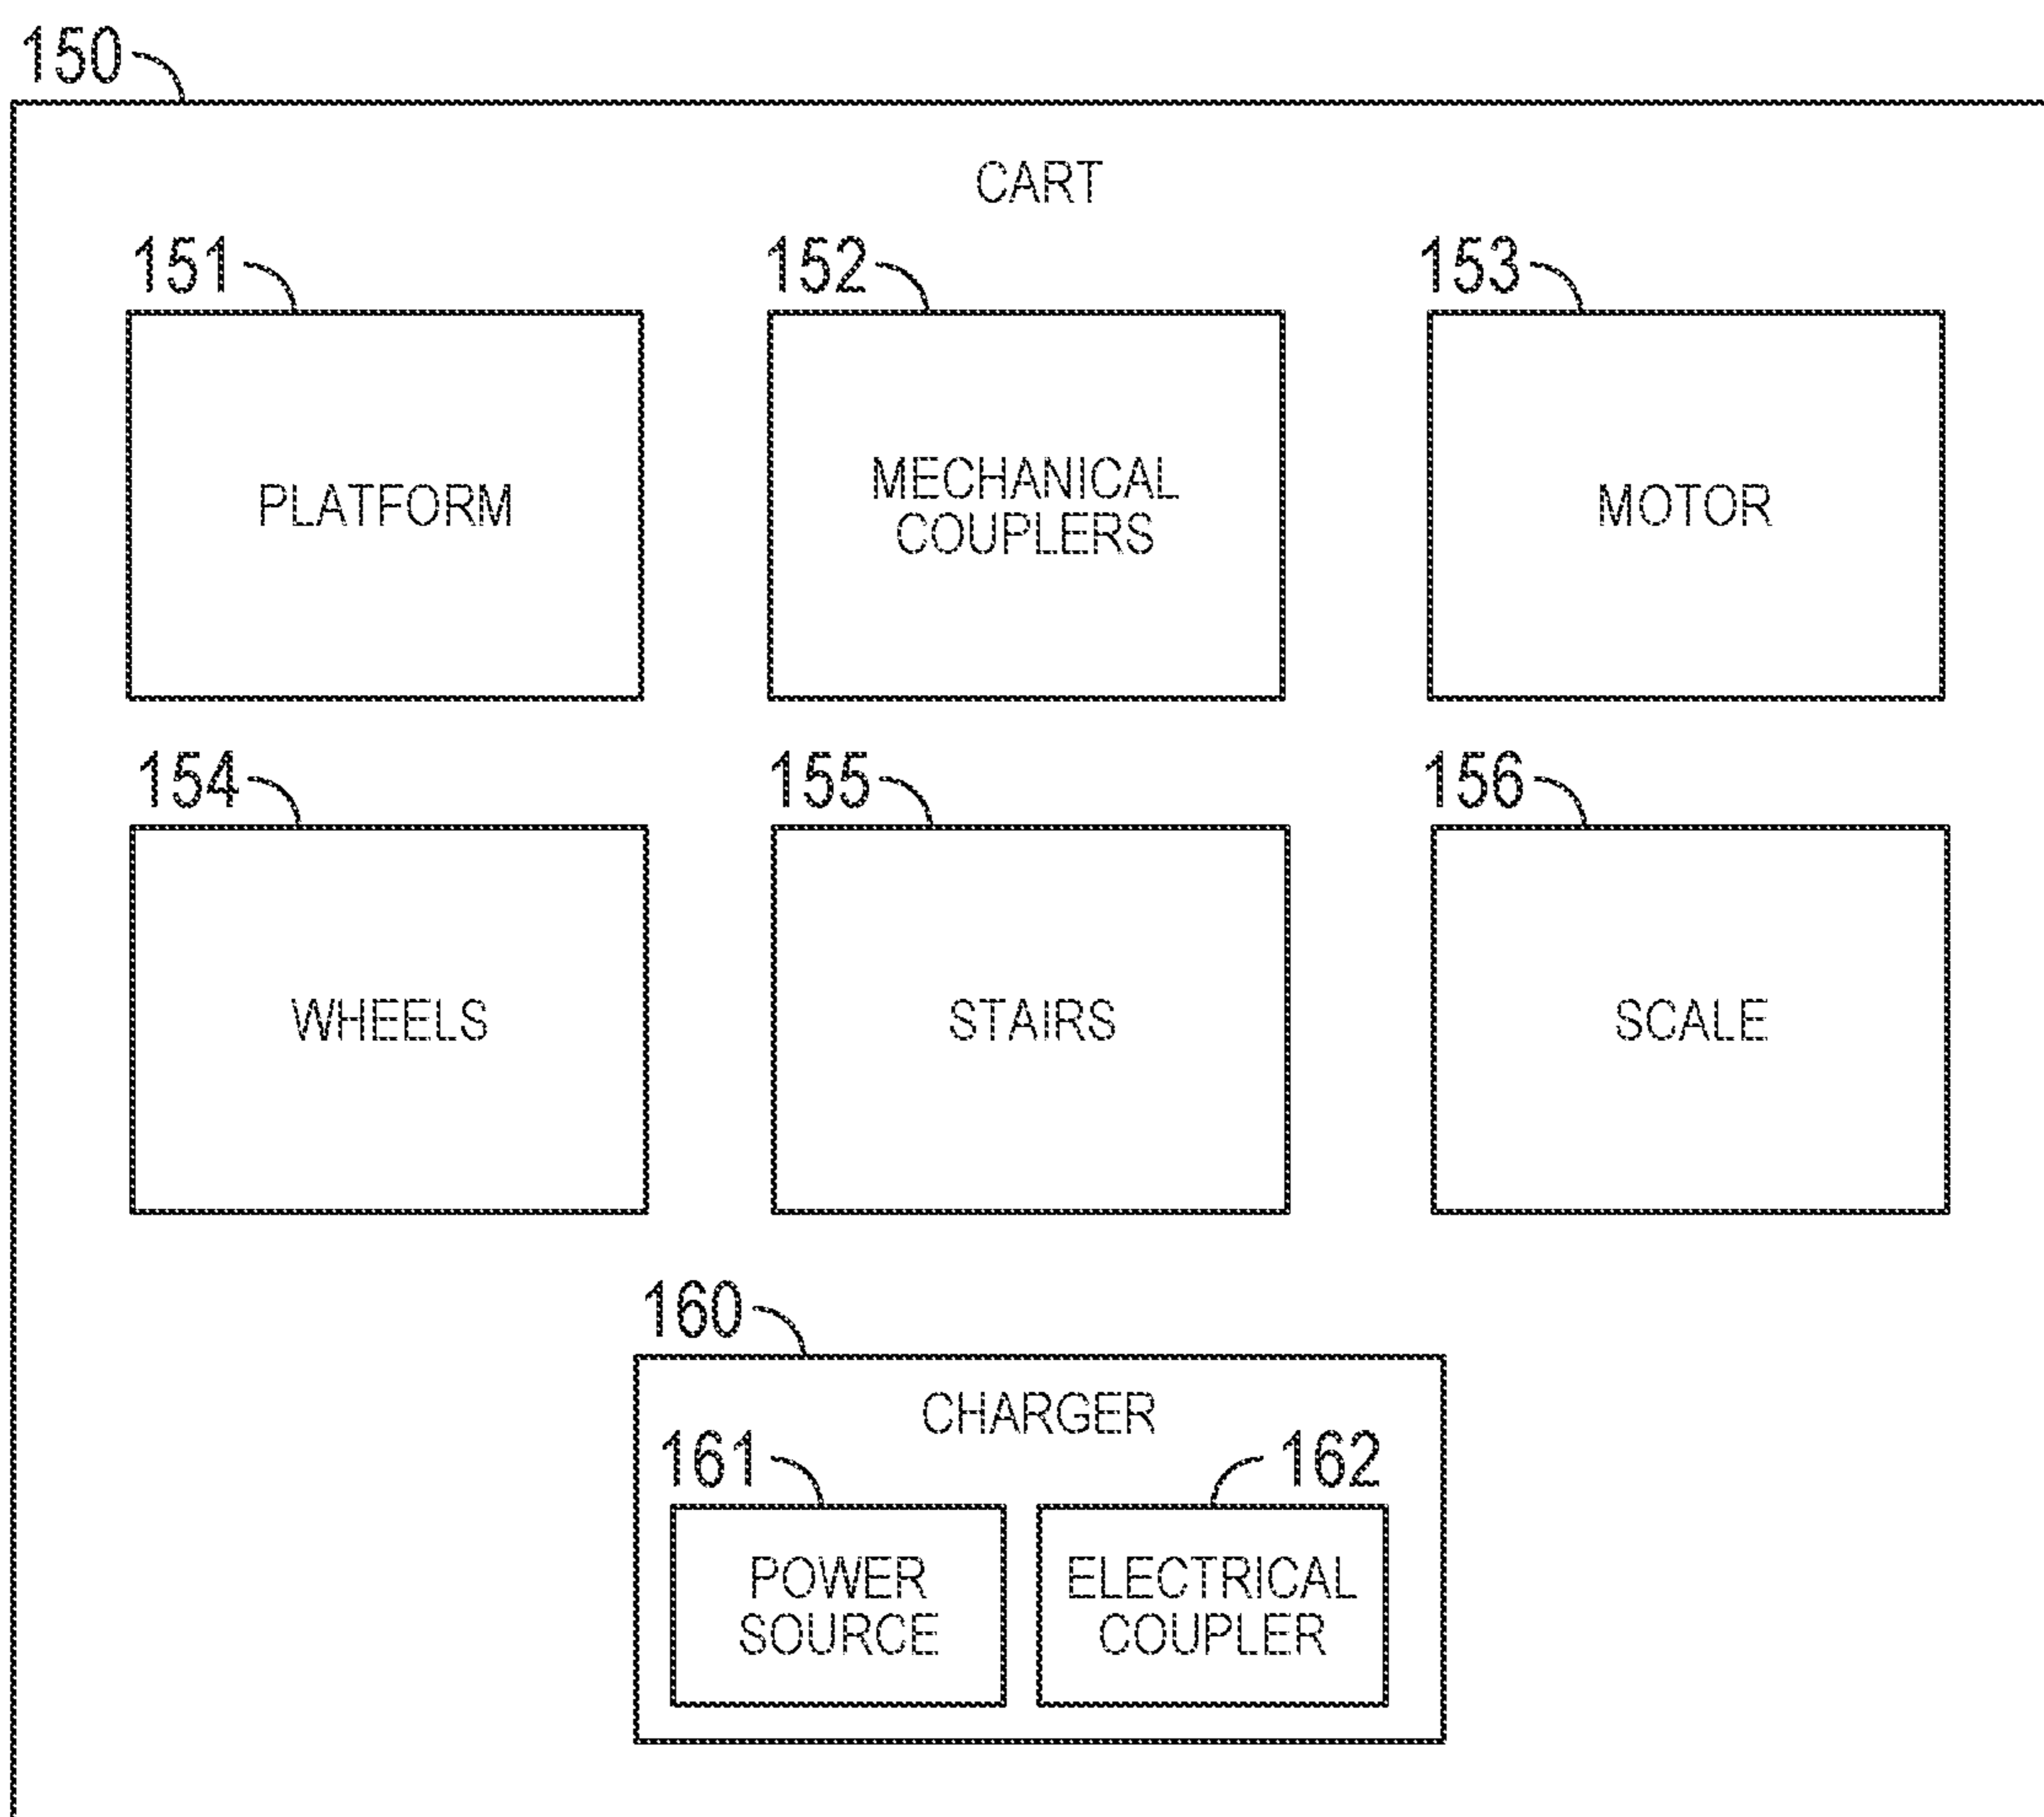 150
CART
151
152
153
PLATFORM
MECHANICAL
COUPLERS
MOTOR
154
155
156
WHEELS
STAIRS
SCALE
160
CHARGER
161
162
POWER
SOURCE
ELECTRICAL
COUPLER